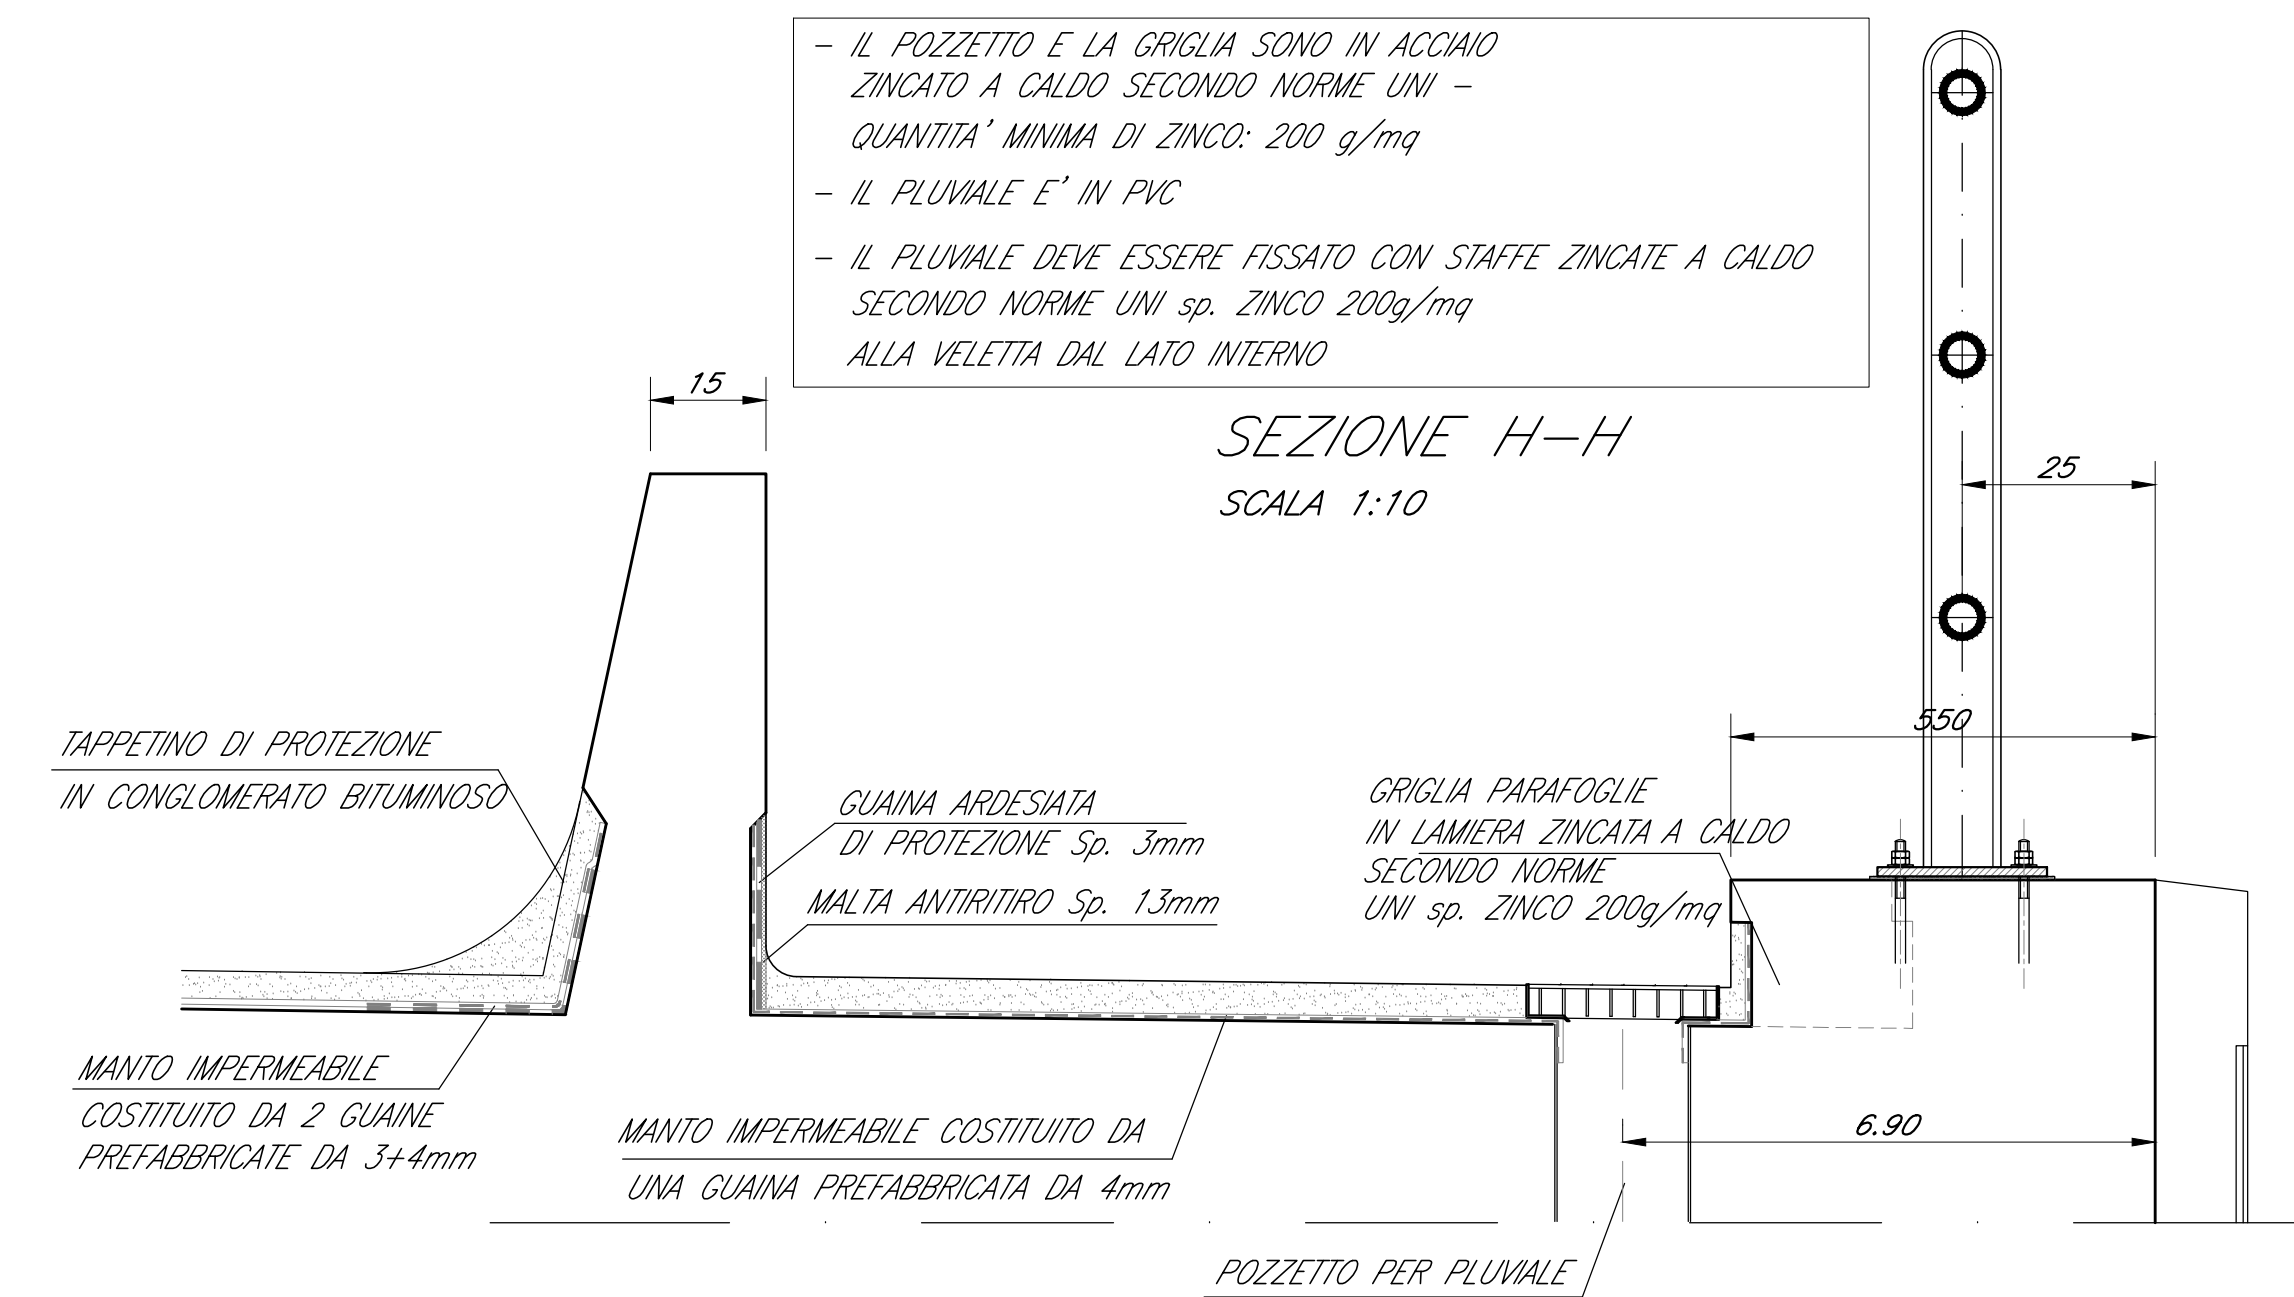 - IL POZZETTO E LA GRIGLIA SONO IN ACCIAIO
ZINCATO A CALDO SECONDO NORME UNI -
QUANTITA' MINIMA DI ZINCO: 200 g/mq
- IL PLUVIALE E' IN PVC
- IL PLUVIALE DEVE ESSERE FISSATO CON STAFFE ZINCATE A CALDO
SECONDO NORME UNI sp. ZINCO 200g/mq
ALLA VELETTA DAL LATO INTERNO
15
SEZIONE H-H
SCALA 1:10
25
550
TAPPETINO DI PROTEZIONE
IN CONGLOMERATO BITUMINOSO
GUAINA ARDESIATA
DI PROTEZIONE Sp. 3mm
MALTA ANTIRITIRO Sp. 13mm
GRIGLIA PARAFOGLIE
IN LAMIERA ZINCATA A CALDO
SECONDO NORME
UNI sp. ZINCO 200g/mq
MANTO IMPERMEABILE
COSTITUITO DA 2 GUAINE
PREFABBRICATE DA 3+4mm
MANTO IMPERMEABILE COSTITUITO DA
UNA GUAINA PREFABBRICATA DA 4mm
6.90
POZZETTO PER PLUVIALE